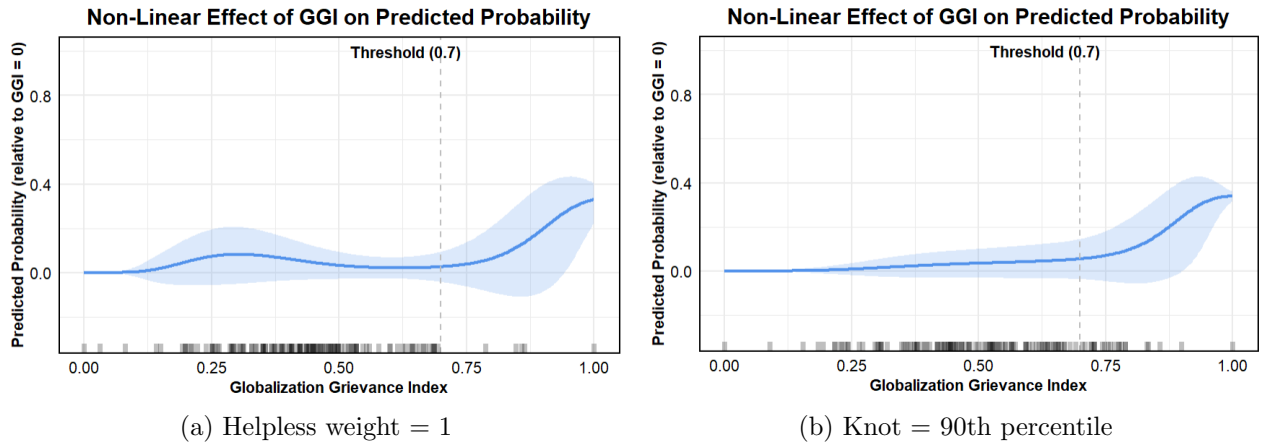 Non-Linear Effect of GGI on Predicted Probability
Predicted Probability (relative to GGI = 0)
Threshold (0.7)
0.8
0.4
0.0
0.00 0.25 0.50 0.75 1.00
Globalization Grievance Index
(a) Helpless weight = 1
Non-Linear Effect of GGI on Predicted Probability
Predicted Probability (relative to GGI = 0)
Threshold (0.7)
0.8
0.4
0.0
0.00 0.25 0.50 0.75 1.00
Globalization Grievance Index
(b) Knot = 90th percentile